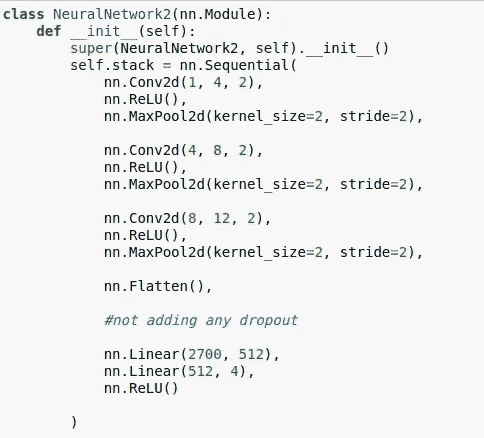 class NeuralNetwork2(nn.Module):
    def __init__(self):
        super(NeuralNetwork2, self).__init__()
        self.stack = nn.Sequential(
            nn.Conv2d(1, 4, 2),
            nn.ReLU(),
            nn.MaxPool2d(kernel_size=2, stride=2),

            nn.Conv2d(4, 8, 2),
            nn.ReLU(),
            nn.MaxPool2d(kernel_size=2, stride=2),

            nn.Conv2d(8, 12, 2),
            nn.ReLU(),
            nn.MaxPool2d(kernel_size=2, stride=2),

            nn.Flatten(),

            #not adding any dropout

            nn.Linear(2700, 512),
            nn.Linear(512, 4),
            nn.ReLU()

        )